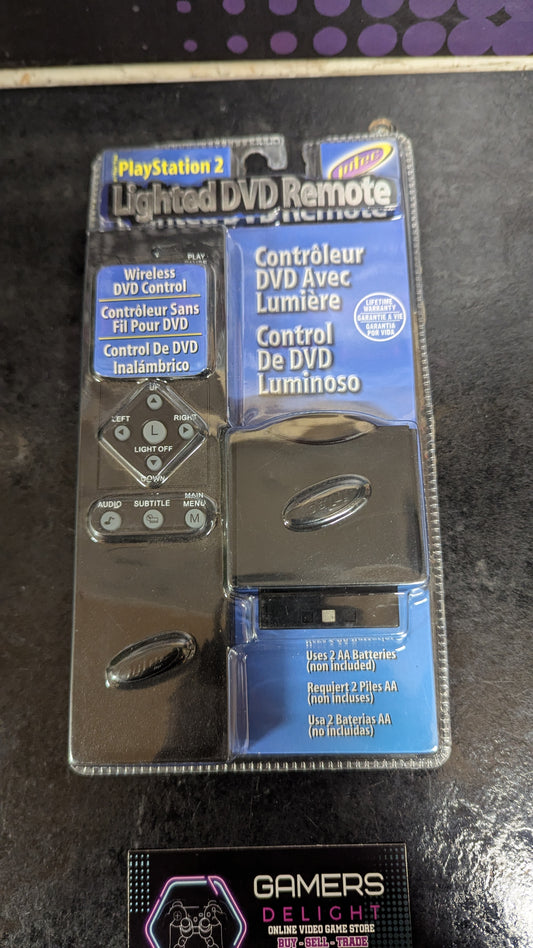 PlayStation 2
intec
Lighted DVD Remote
PLAY
Wireless
DVD Control
Contrôleur Sans
Fil Pour DVD
Control De DVD
Inalámbrico
Contrôleur
DVD Avec
Lumière
Control
De DVD
Luminoso
LIFETIME
WARRANTY
GARANTIE A VIE
GARANTIA
POR VIDA
UP
LEFT
RIGHT
L
LIGHT OFF
DOWN
AUDIO
SUBTITLE
MAIN
MENU
M
Uses 2 AA Batteries
(non included)
Requiert 2 Piles AA
(non incluses)
Usa 2 Baterias AA
(no incluidas)
GAMERS
DELIGHT
ONLINE VIDEO GAME STORE
BUY - SELL - TRADE